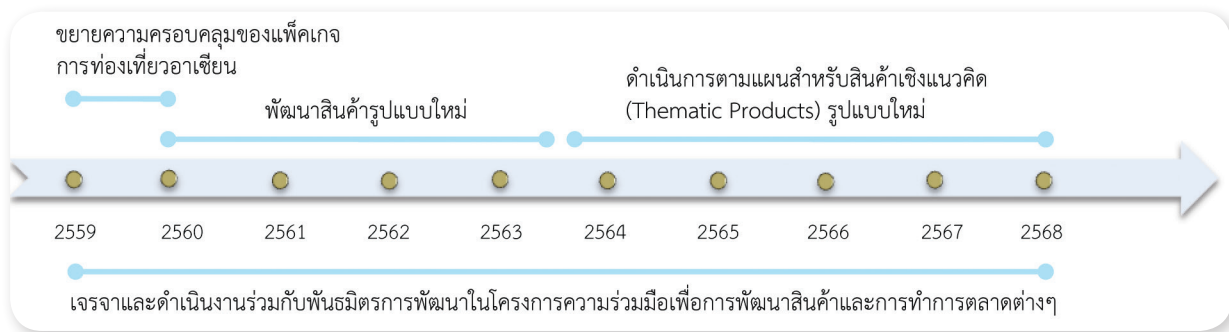 ขยายความครอบคลุมของแพ็คเกจ
การท่องเที่ยวอาเซียน
พัฒนาสินค้ารูปแบบใหม่
ดำเนินการตามแผนสำหรับสินค้าเชิงแนวคิด
(Thematic Products) รูปแบบใหม่
2559 2560 2561 2562 2563 2564 2565 2566 2567 2568
เจรจาและดำเนินงานร่วมกับพันธมิตรการพัฒนาในโครงการความร่วมมือเพื่อการพัฒนาสินค้าและการทำการตลาดต่างๆ